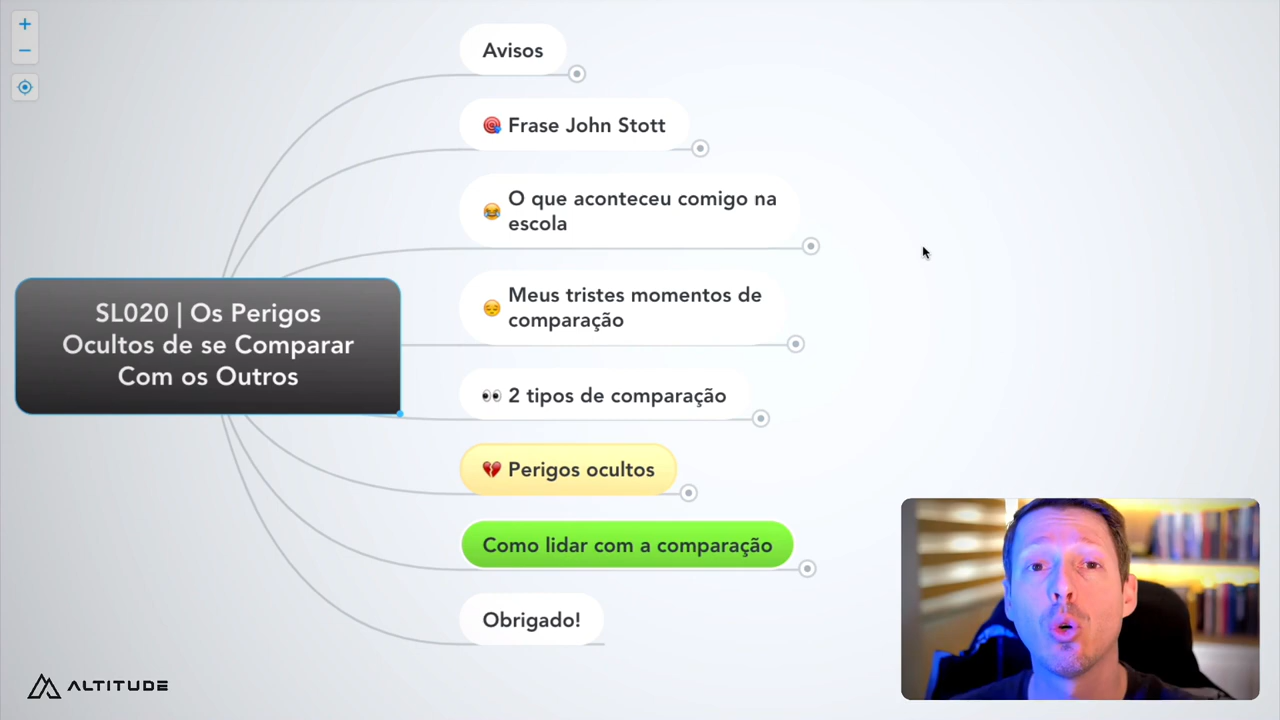 Avisos
Frase John Stott
O que aconteceu comigo na
escola
SL020 | Os Perigos
Ocultos de se Comparar
Com os Outros
Meus tristes momentos de
comparação
2 tipos de comparação
Perigos ocultos
Como lidar com a comparação
Obrigado!
ALTITUDE